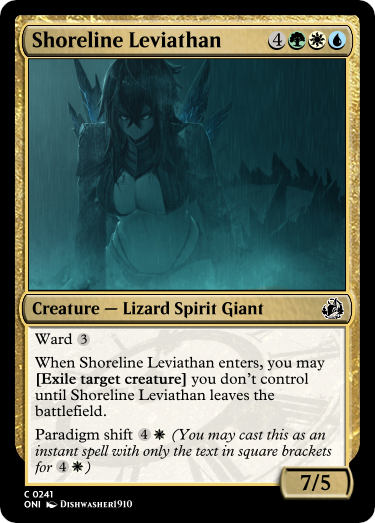 Shoreline Leviathan 4
Creature — Lizard Spirit Giant
Ward 3
When Shoreline Leviathan enters, you may
[Exile target creature] you don't control
until Shoreline Leviathan leaves the
battlefield.
Paradigm shift 4 (You may cast this as an
instant spell with only the text in square brackets
for 4 )
7/5
C 0241
ONI Dishwasher1910